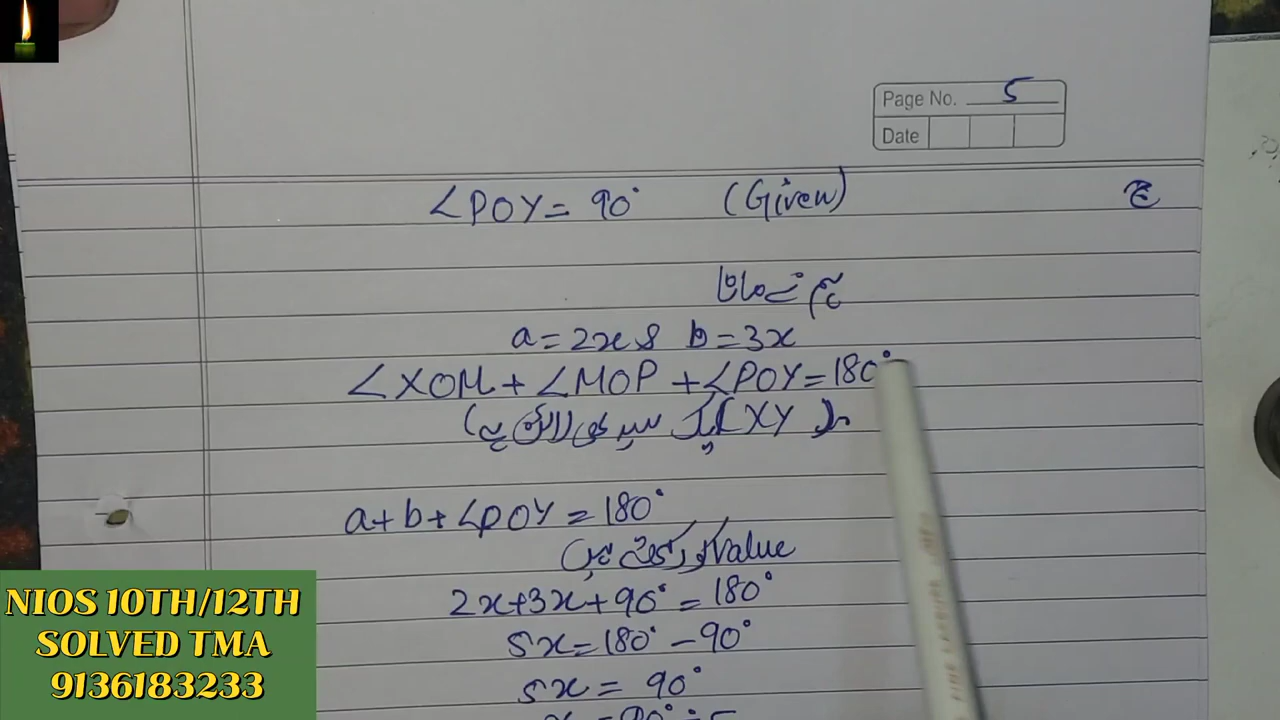 Page No. 5
Date
∠POY = 90° (Given)
ج
ہم نے مانا
a = 2x & b = 3x
∠XOM + ∠MOP + ∠POY = 180°
(XY) ایک سیدھی لائن ہے
a + b + ∠POY = 180°
Value رکھنے پر
2x + 3x + 90° = 180°
5x = 180° - 90°
5x = 90°
x = 90° ÷ 5
NIOS 10TH/12TH
SOLVED TMA
9136183233